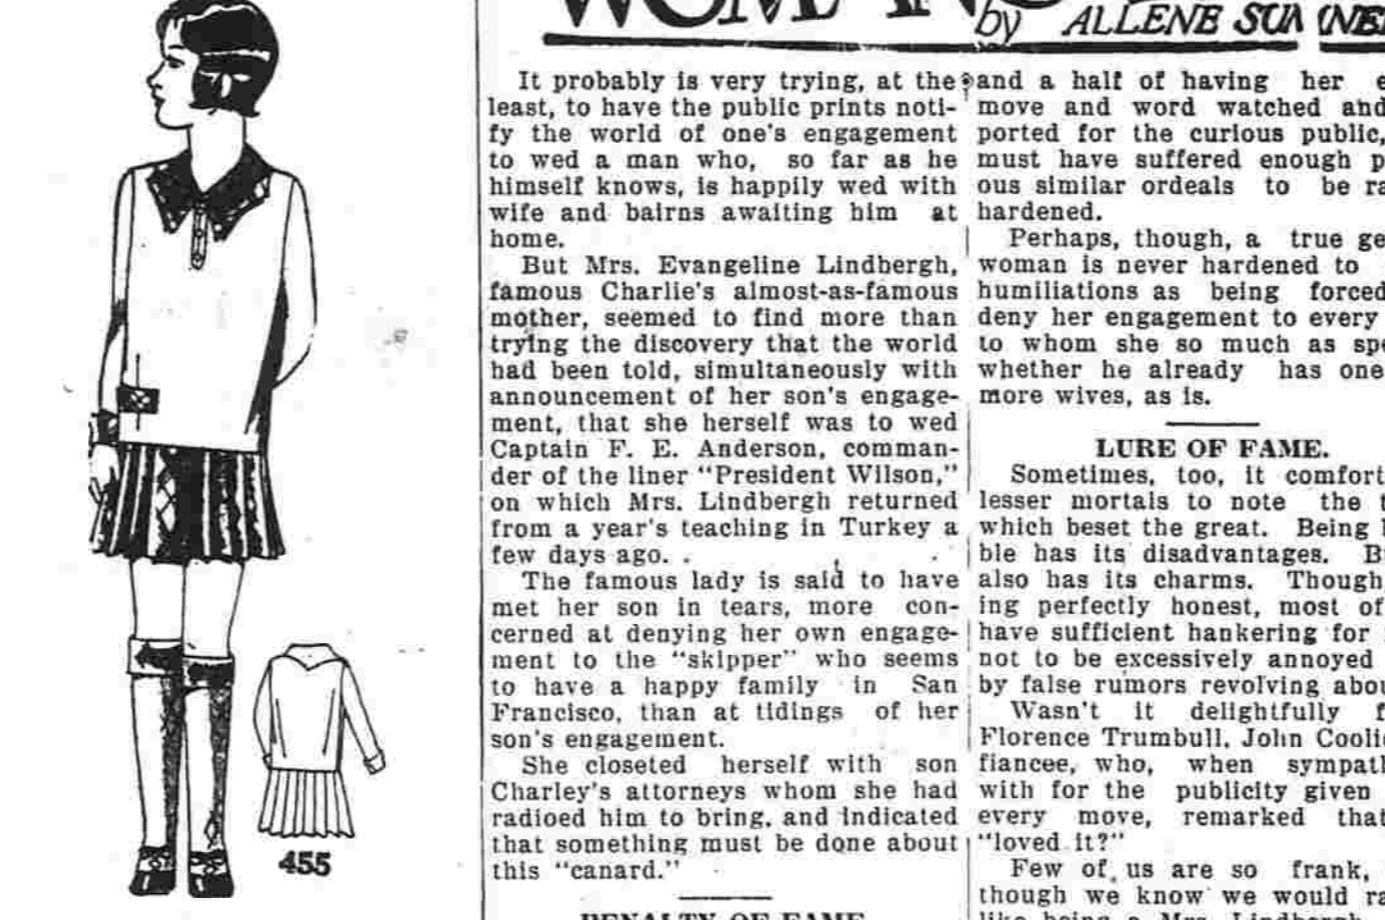 WOMAN'S
by ALLENE SUMNER
It probably is very trying, at the
least, to have the public prints noti-
fy the world of one's engagement
to wed a man who, so far as he
himself knows, is happily wed with
wife and bairns awaiting him at
home.
But Mrs. Evangeline Lindbergh,
famous Charlie's almost-as-famous
mother, seemed to find more than
trying the discovery that the world
had been told, simultaneously with
announcement of her son's engage-
ment, that she herself was to wed
Captain F. E. Anderson, comman-
der of the liner "President Wilson,"
on which Mrs. Lindbergh returned
from a year's teaching in Turkey a
few days ago. .
The famous lady is said to have
met her son in tears, more con-
cerned at denying her own engage-
ment to the "skipper" who seems
to have a happy family in San
Francisco, than at tidings of her
son's engagement.
She closeted herself with son
Charley's attorneys whom she had
radioed him to bring, and indicated
that something must be done about
this "canard."
PENALTY OF FAME
and a half of having her
move and word watched and
ported for the curious public,
must have suffered enough
ous similar ordeals to be
hardened.
Perhaps, though, a true
woman is never hardened to
humiliations as being forced
deny her engagement to every
to whom she so much as
whether he already has one
more wives, as is.
LURE OF FAME.
Sometimes, too, it comfort
lesser mortals to note the
which beset the great. Being
ble has its disadvantages.
also has its charms. Though
ing perfectly honest, most of
have sufficient hankering for
not to be excessively annoyed
by false rumors revolving
Wasn't it delightfully
Florence Trumbull, John
fiancee, who, when
with for the publicity given
every move, remarked that
"loved it?"
Few of us are so frank,
though we know we would
like being a Mrs. Lindbergh
455